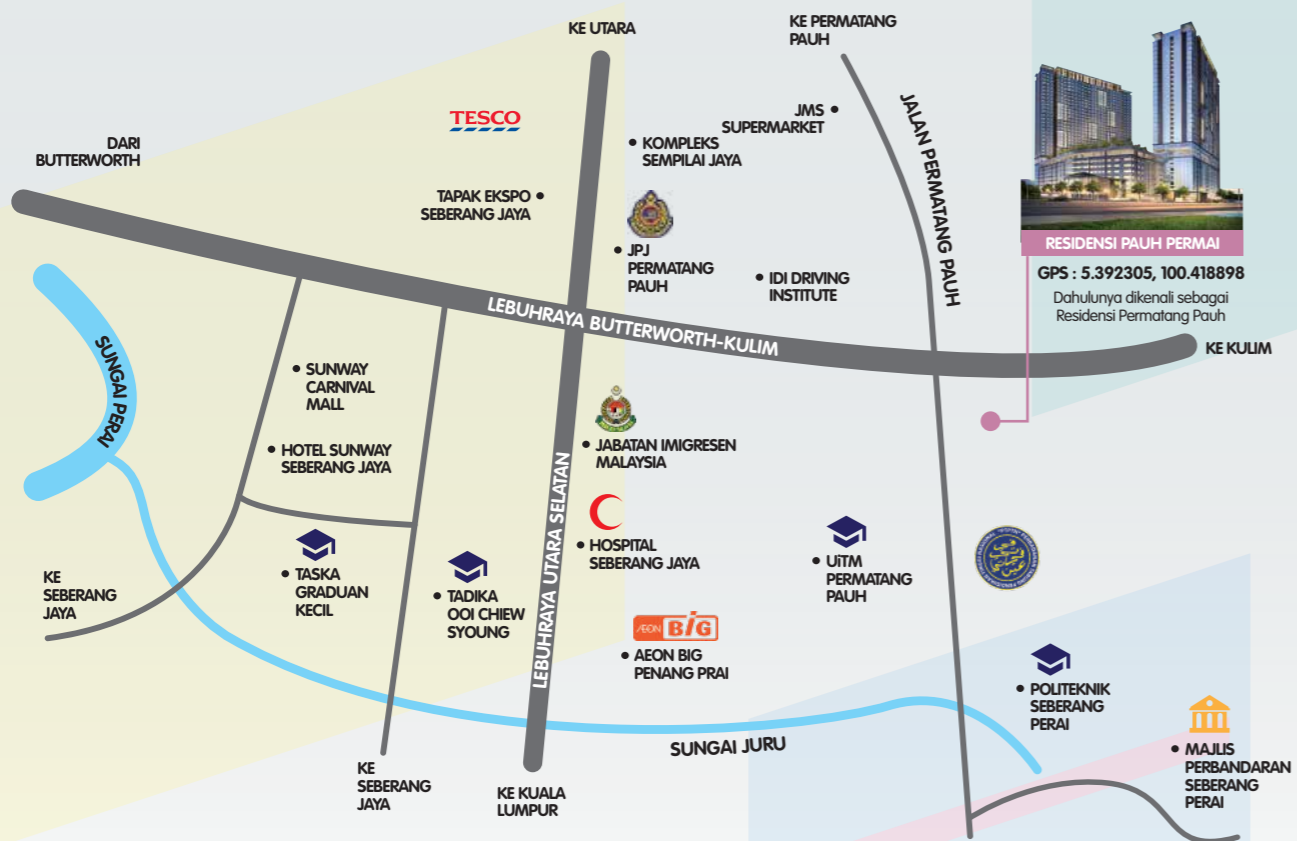 KE UTARA
KE PERMATANG
PAUH
DARI
BUTTERWORTH
TESCO
JMS
SUPERMARKET
KOMPLEKS
SEMPILAI JAYA
JALAN PERMATANG PAUH
TAPAK EKSPO
SEBERANG JAYA
JPJ
PERMATANG
PAUH
IDI DRIVING
INSTITUTE
RESIDENSI PAUH PERMAI
GPS : 5.392305, 100.418898
Dahulunya dikenali sebagai
Residensi Permatang Pauh
LEBUHRAYA BUTTERWORTH-KULIM
KE KULIM
SUNGAI PERAI
SUNWAY
CARNIVAL
MALL
HOTEL SUNWAY
SEBERANG JAYA
JABATAN IMIGRESEN
MALAYSIA
LEBUHRAYA UTARA SELATAN
HOSPITAL
SEBERANG JAYA
KE
SEBERANG
JAYA
TASKA
GRADUAN
KECIL
TADIKA
OOI CHIEW
SYOUNG
UiTM
PERMATANG
PAUH
AEON BIG
AEON BIG
PENANG PRAI
POLITEKNIK
SEBERANG
PERAI
SUNGAI JURU
MAJLIS
PERBANDARAN
SEBERANG
PERAI
KE
SEBERANG
JAYA
KE KUALA
LUMPUR